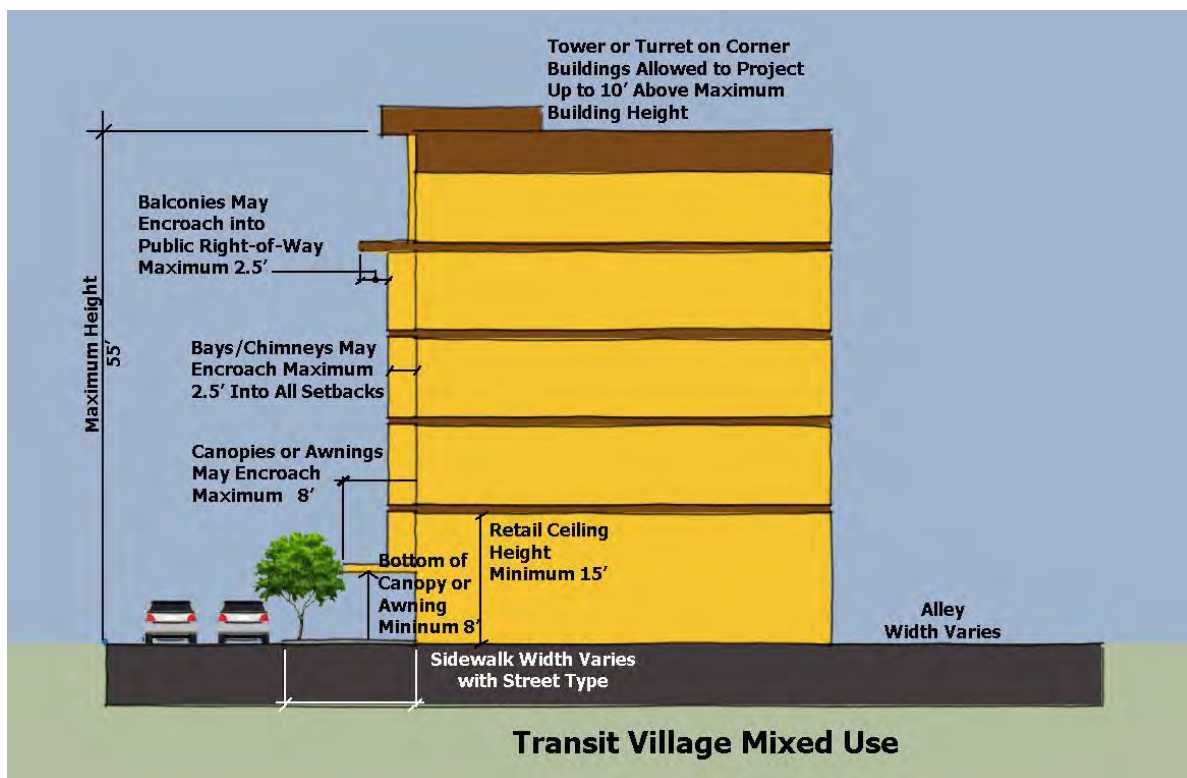 Tower or Turret on Corner
Buildings Allowed to Project
Up to 10' Above Maximum
Building Height
Balconies May
Encroach into
Public Right-of-Way
Maximum 2.5'
Maximum Height
55'
Bays/Chimneys May
Encroach Maximum
2.5' Into All Setbacks
Canopies or Awnings
May Encroach
Maximum 8'
Retail Ceiling
Height
Minimum 15'
Bottom of
Canopy or
Awning
Mininum 8'
Alley
Width Varies
Sidewalk Width Varies
with Street Type
Transit Village Mixed Use